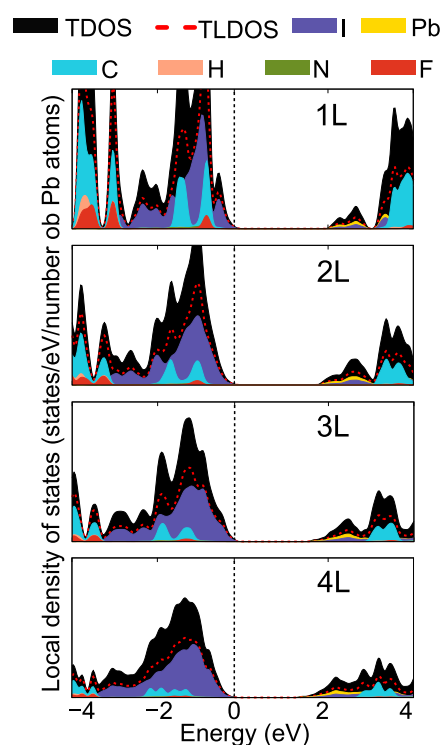 TDOS TLDOS I Pb
C H N F
Local density of states (states/eV/number ob Pb atoms)
1L
2L
3L
4L
−4 −2 0 2 4
Energy (eV)